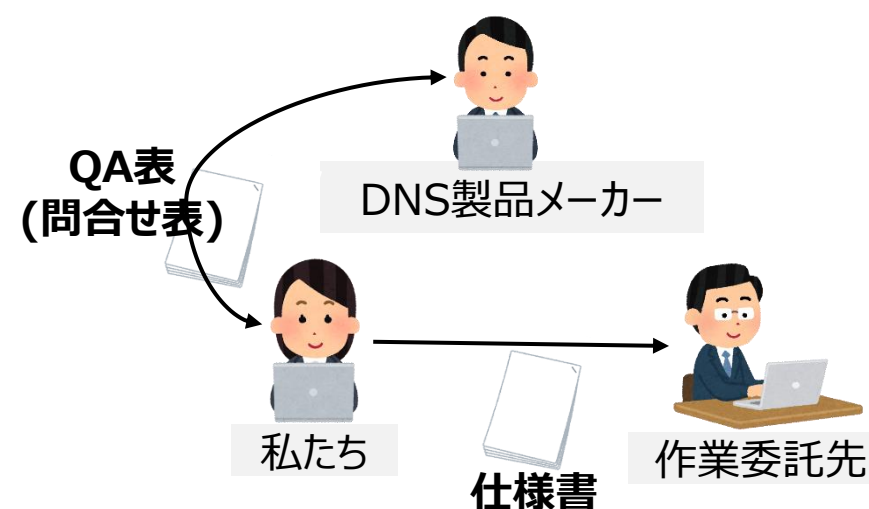 QA表
(問合せ表)
DNS製品メーカー
私たち
作業委託先
仕様書